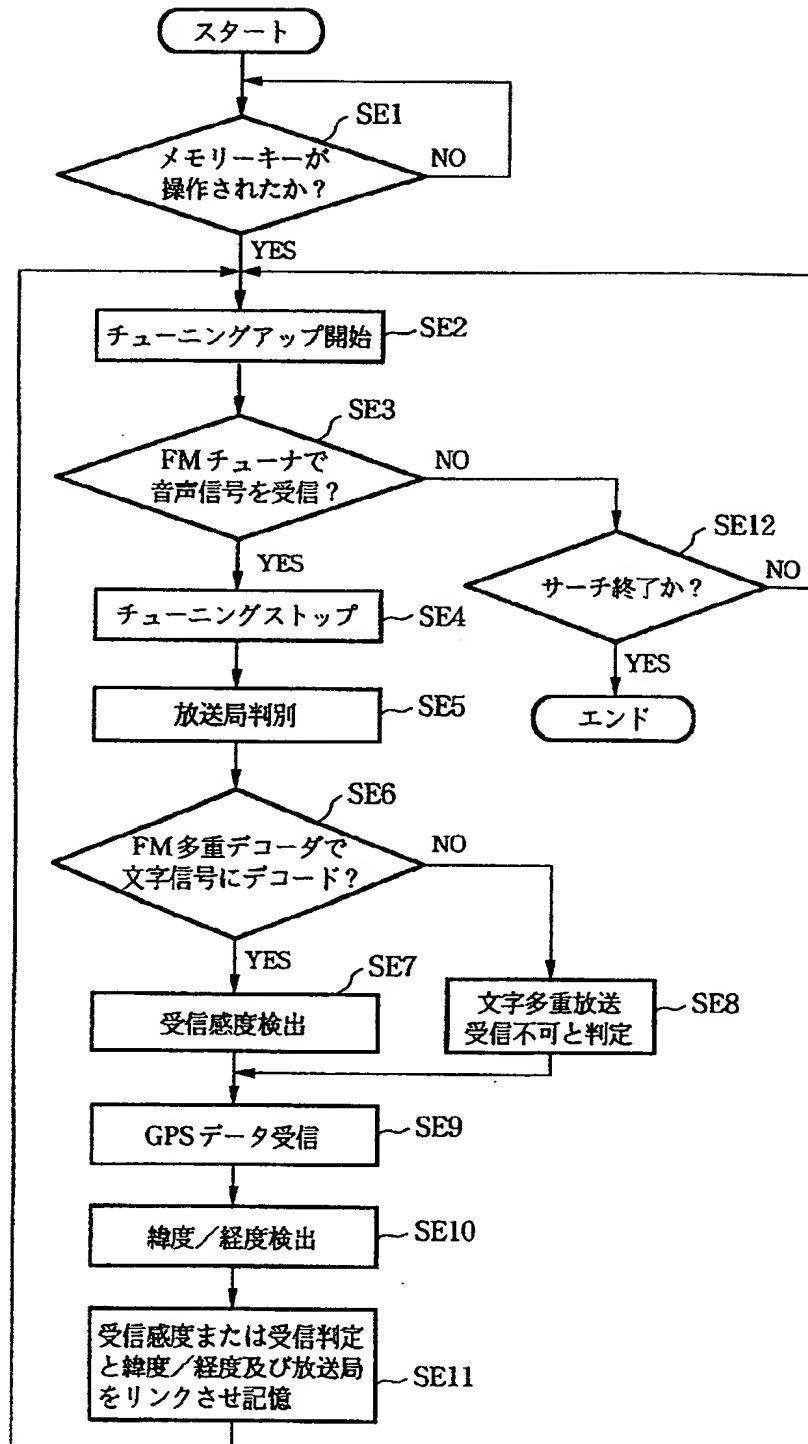 スタート
SE1
メモリーキーが
操作されたか？
NO
YES
チューニングアップ開始
SE2
SE3
FMチューナで
音声信号を受信？
NO
YES
SE12
サーチ終了か？
NO
YES
エンド
チューニングストップ
SE4
放送局判別
SE5
SE6
FM多重デコーダで
文字信号にデコード？
NO
YES
SE7
受信感度検出
文字多重放送
受信不可と判定
SE8
GPSデータ受信
SE9
緯度／経度検出
SE10
受信感度または受信判定
と緯度／経度及び放送局
をリンクさせ記憶
SE11